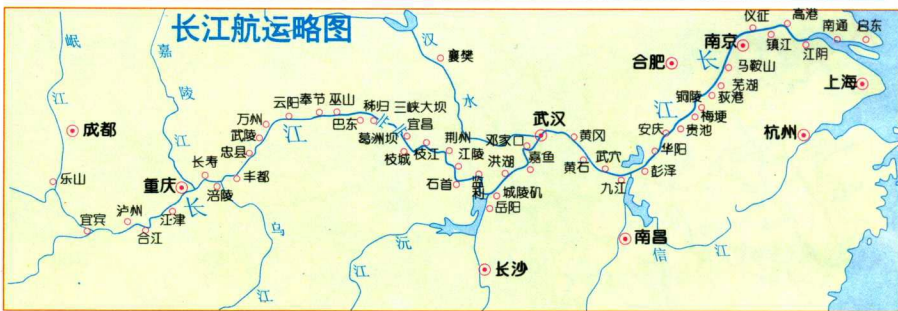 长江航运略图
岷
江
成都
乐山
宜宾
泸州
合江
江津
重庆
嘉
陵
江
长寿
涪陵
长
丰都
忠县
武陵
万州
云阳
奉节
巫山
巴东
秭归
三峡大坝
葛洲坝
宜昌
江
乌
江
枝城
枝江
荆州
江陵
石首
监利
洪湖
城陵矶
岳阳
邓家口
嘉鱼
武汉
汉
水
襄樊
沅
江
长沙
黄冈
黄石
武穴
九江
彭泽
华阳
安庆
贵池
梅埂
铜陵
荻港
芜湖
马鞍山
江
长
合肥
南京
仪征
镇江
高港
江阴
南通
启东
上海
杭州
南昌
信
江